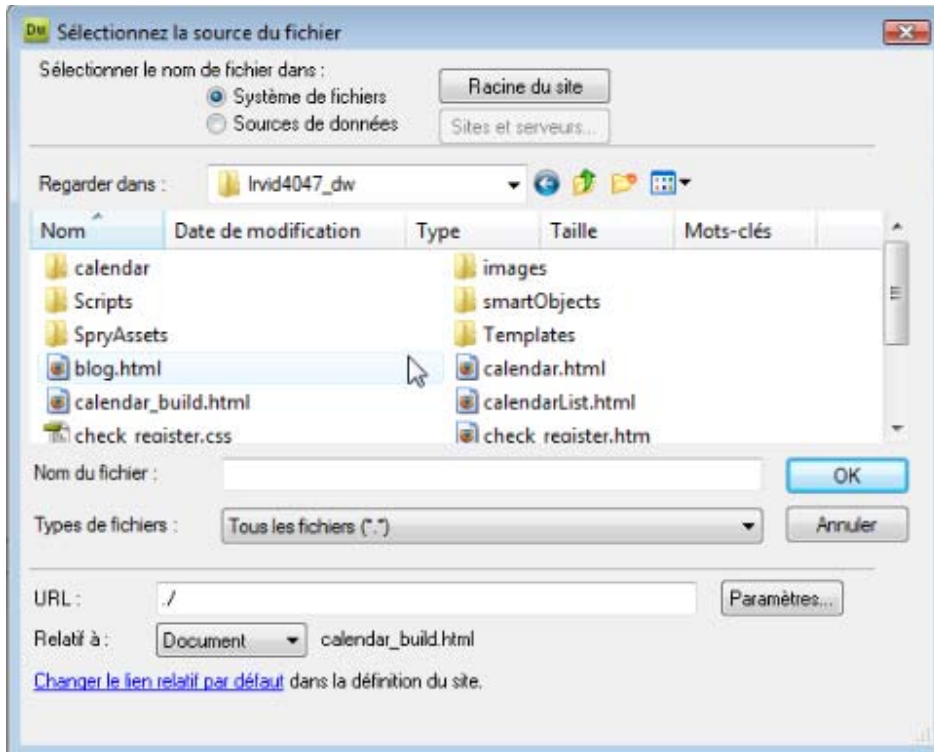 Dw Sélectionnez la source du fichier
Sélectionner le nom de fichier dans :
Système de fichiers
Racine du site
Sources de données
Sites et serveurs...
Regarder dans : lrvid4047_dw
Nom Date de modification Type Taille Mots-clés
calendar images
Scripts smartObjects
SpryAssets Templates
blog.html calendar.html
calendar_build.html calendarList.html
check_register.css check_register.htm
Nom du fichier : OK
Types de fichiers : Tous les fichiers (*.*) Annuler
URL : ./ Paramètres...
Relatif à : Document calendar_build.html
Changer le lien relatif par défaut dans la définition du site.